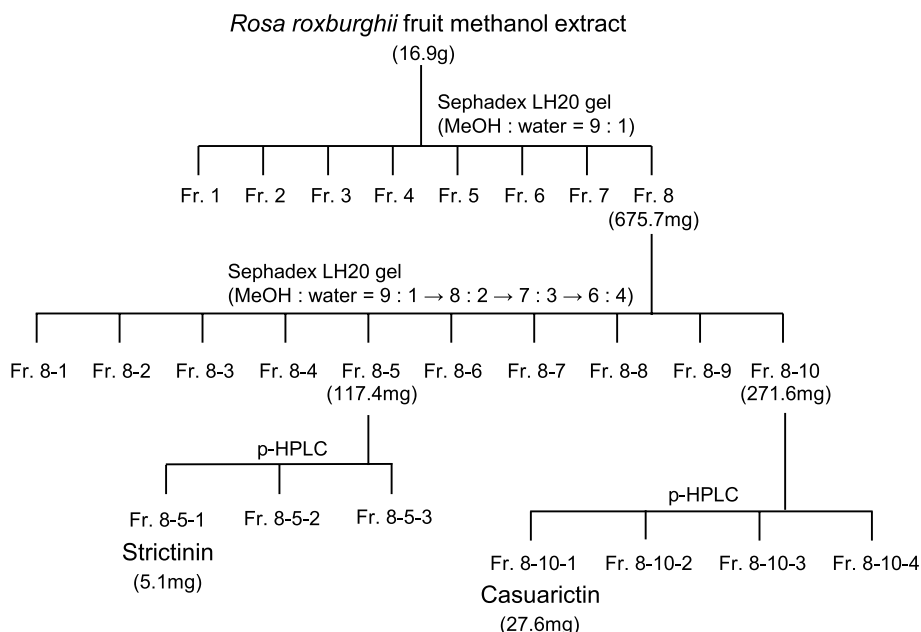 Rosa roxburghii fruit methanol extract
(16.9g)
Sephadex LH20 gel
(MeOH : water = 9 : 1)
Fr. 1 Fr. 2 Fr. 3 Fr. 4 Fr. 5 Fr. 6 Fr. 7 Fr. 8
(675.7mg)
Sephadex LH20 gel
(MeOH : water = 9 : 1 → 8 : 2 → 7 : 3 → 6 : 4)
Fr. 8-1 Fr. 8-2 Fr. 8-3 Fr. 8-4 Fr. 8-5 Fr. 8-6 Fr. 8-7 Fr. 8-8 Fr. 8-9 Fr. 8-10
(117.4mg) (271.6mg)
p-HPLC
Fr. 8-5-1 Fr. 8-5-2 Fr. 8-5-3
Strictinin
(5.1mg)
p-HPLC
Fr. 8-10-1 Fr. 8-10-2 Fr. 8-10-3 Fr. 8-10-4
Casuarictin
(27.6mg)